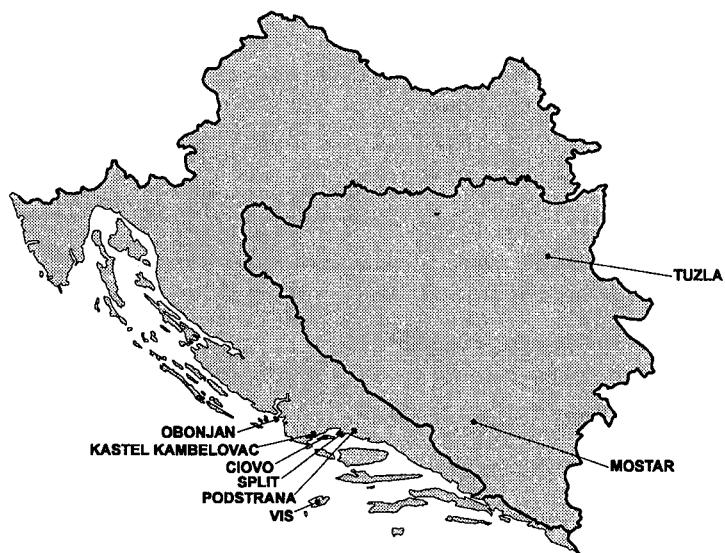 TUZLA
OBONJAN
KASTEL KAMBELOVAC
CIOVO
SPLIT
PODSTRANA
VIS
MOSTAR